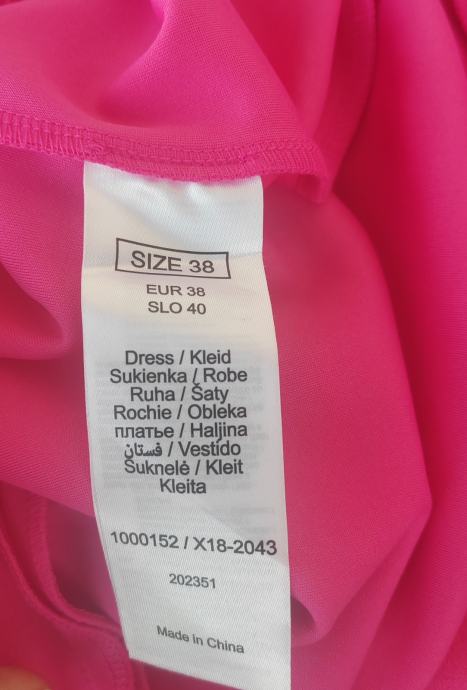 SIZE 38
EUR 38
SLO 40
Dress / Kleid
Sukienka / Robe
Ruha / Šaty
Rochie / Obleka
платье / Haljina
فستان / Vestido
Suknelė / Kleit
Kleita
1000152 / X18-2043
202351
Made in China